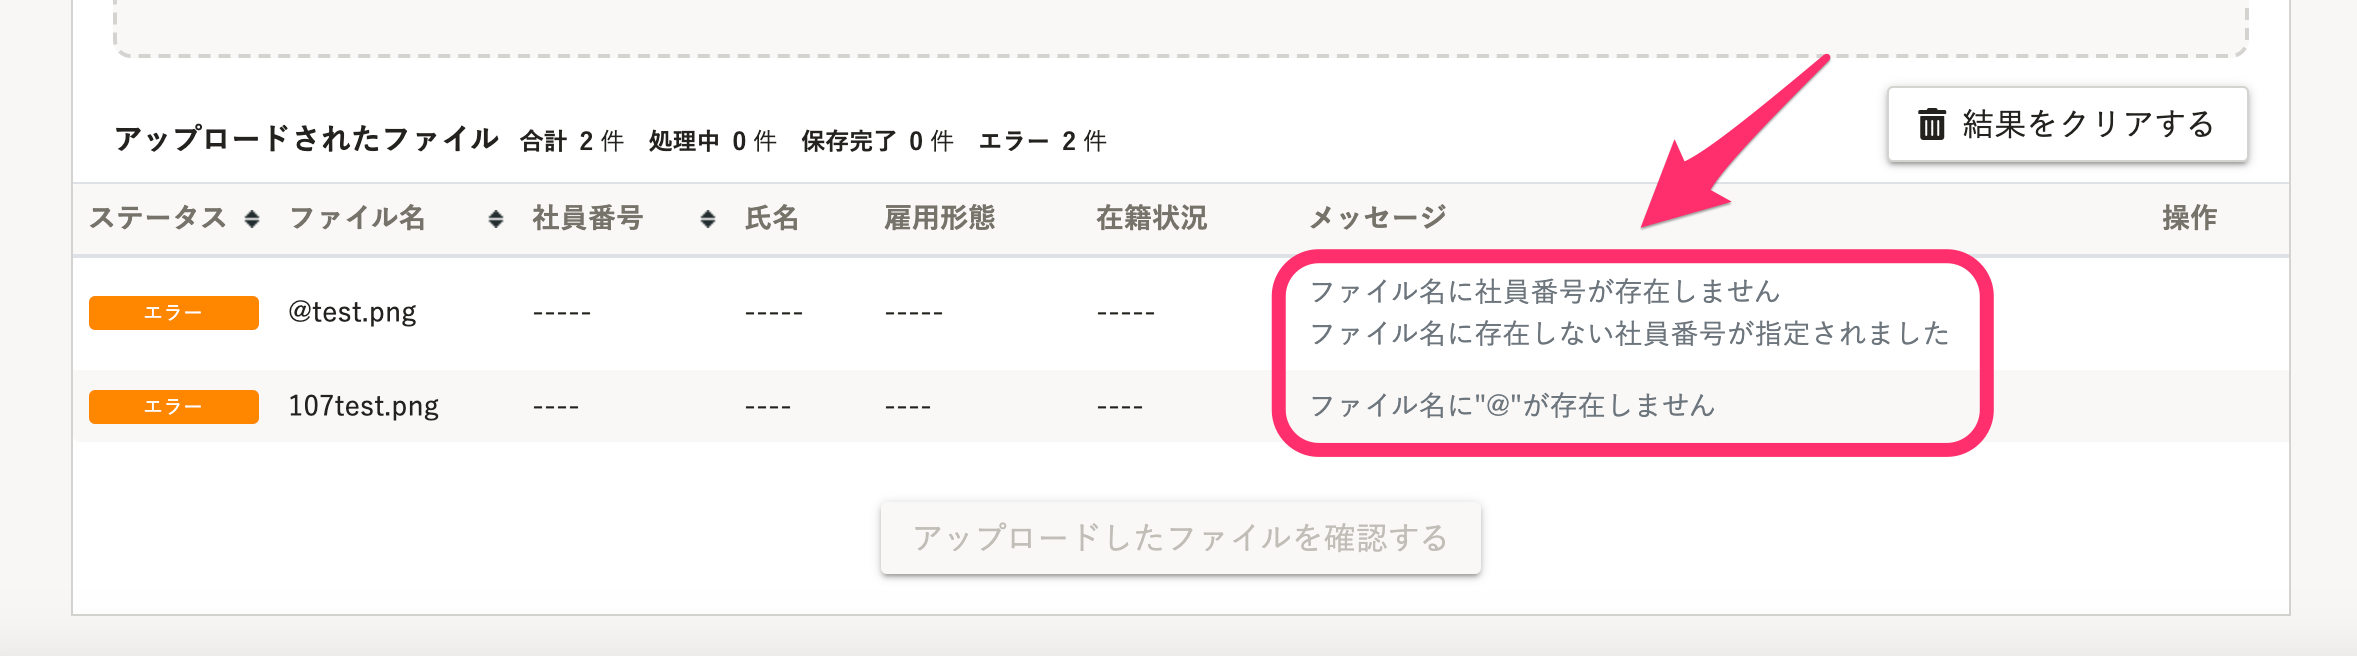 アップロードされたファイル 合計 2 件 処理中 0 件 保存完了 0 件 エラー 2 件
結果をクリアする
ステータス ファイル名 社員番号 氏名 雇用形態 在籍状況 メッセージ 操作
エラー @test.png ----- ----- ----- ----- ファイル名に社員番号が存在しません
ファイル名に存在しない社員番号が指定されました
エラー 107test.png ---- ---- ---- ---- ファイル名に"@"が存在しません
アップロードしたファイルを確認する